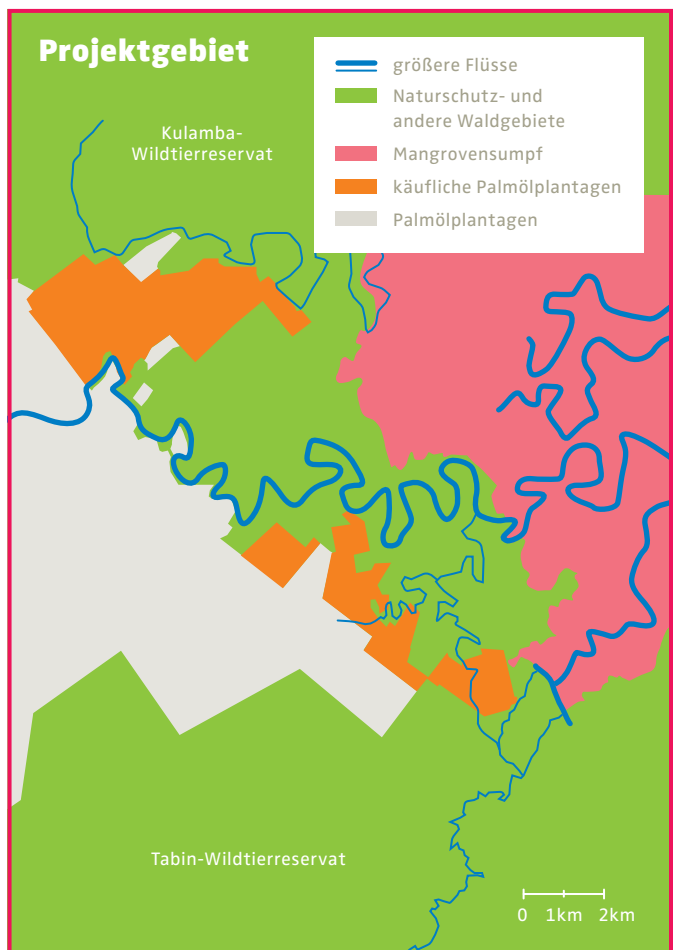 Projektgebiet
größere Flüsse
Naturschutz- und
andere Waldgebiete
Mangrovensumpf
käufliche Palmölplantagen
Palmölplantagen
Kulamba-
Wildtierreservat
Tabin-Wildtierreservat
0 1km 2km